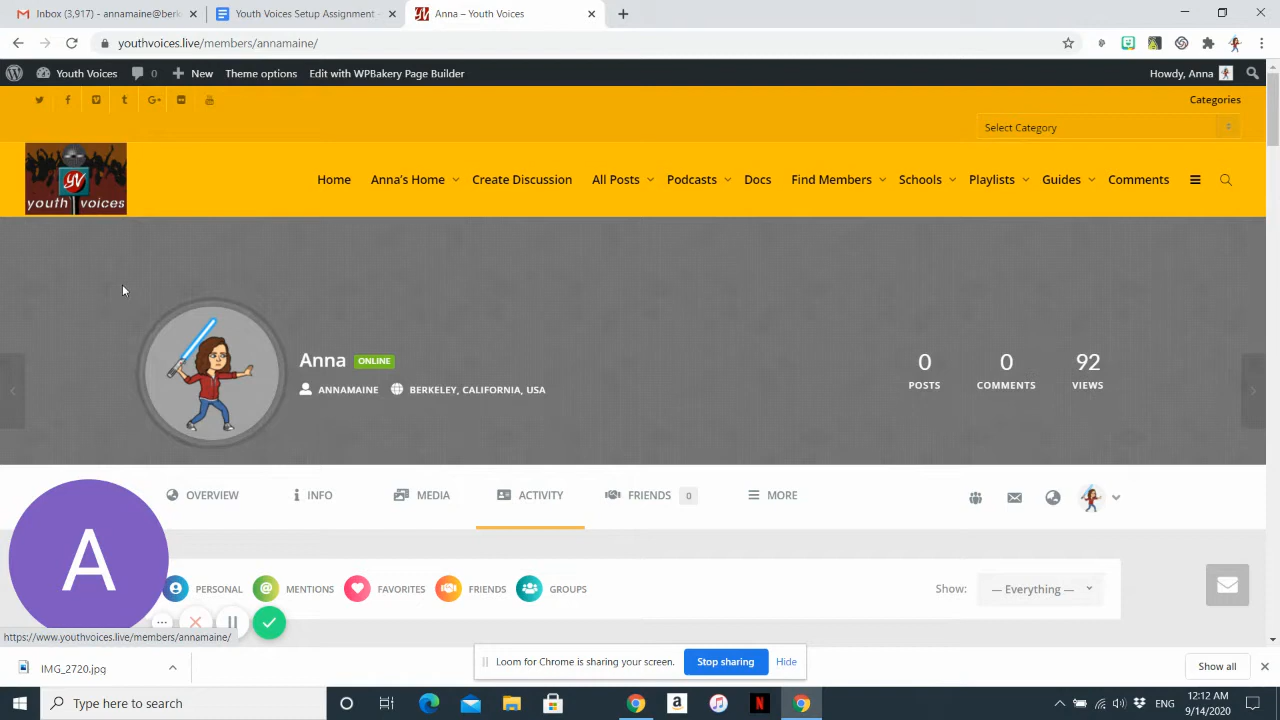 Inbox (3,917) - annamaine@berk
Youth Voices Setup Assignment -
Anna – Youth Voices
youthvoices.live/members/annamaine/
Youth Voices
0
New
Theme options
Edit with WPBakery Page Builder
Howdy, Anna
Categories
Select Category
YV
youth voices
Home
Anna's Home
Create Discussion
All Posts
Podcasts
Docs
Find Members
Schools
Playlists
Guides
Comments
Anna ONLINE
ANNAMAINE
BERKELEY, CALIFORNIA, USA
0 0 92
POSTS COMMENTS VIEWS
OVERVIEW
INFO
MEDIA
ACTIVITY
FRIENDS 0
MORE
A
PERSONAL
MENTIONS
FAVORITES
FRIENDS
GROUPS
Show:
— Everything —
https://www.youthvoices.live/members/annamaine/
IMG_2720.jpg
Loom for Chrome is sharing your screen.
Stop sharing
Hide
Show all
Type here to search
ENG
12:12 AM
9/14/2020